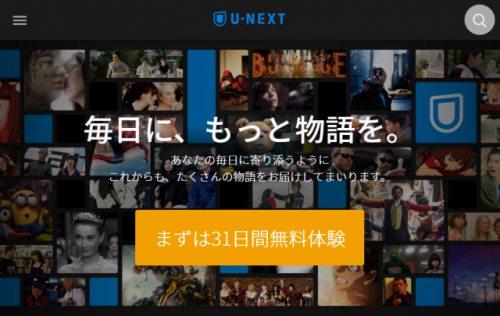 U-NEXT
毎日に、もっと物語を。
あなたの毎日に寄り添うように
これからも、たくさんの物語をお届けしてまいります。
まずは31日間無料体験